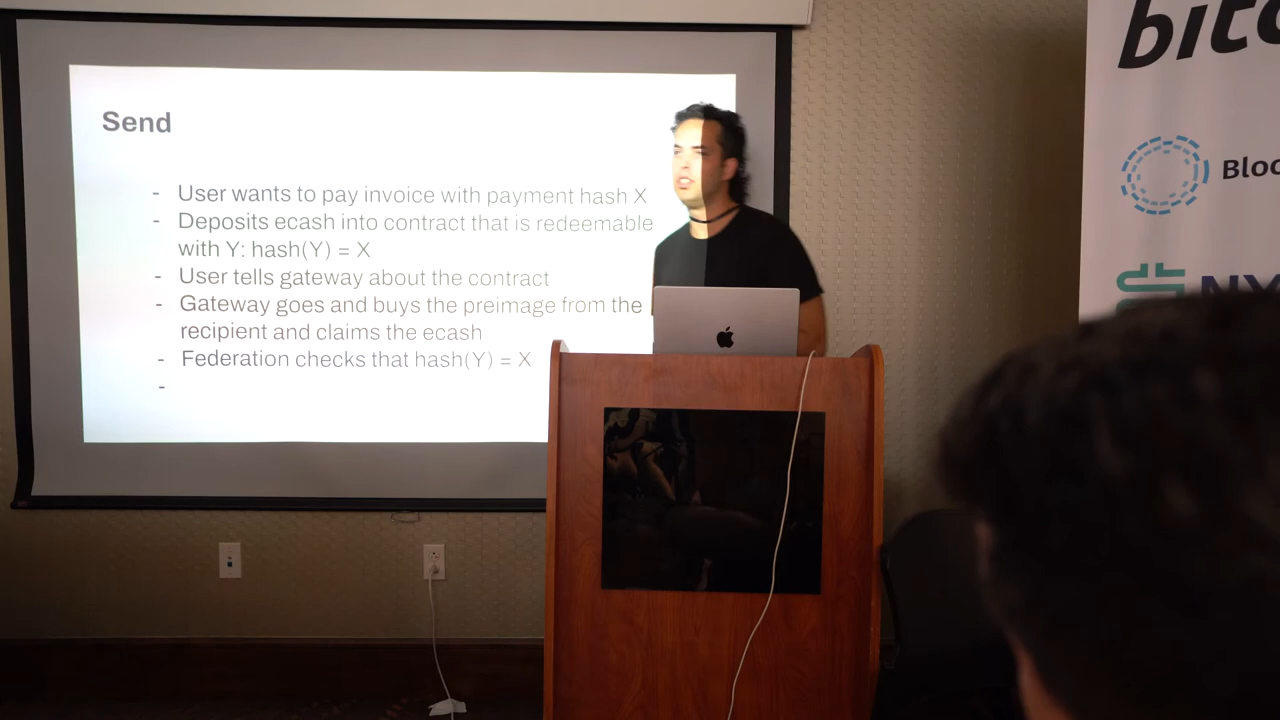 Send
- User wants to pay invoice with payment hash X
- Deposits ecash into contract that is redeemable
with Y: hash(Y) = X
- User tells gateway about the contract
- Gateway goes and buys the preimage from the
recipient and claims the ecash
- Federation checks that hash(Y) = X
-
bitc
Bloc
NY